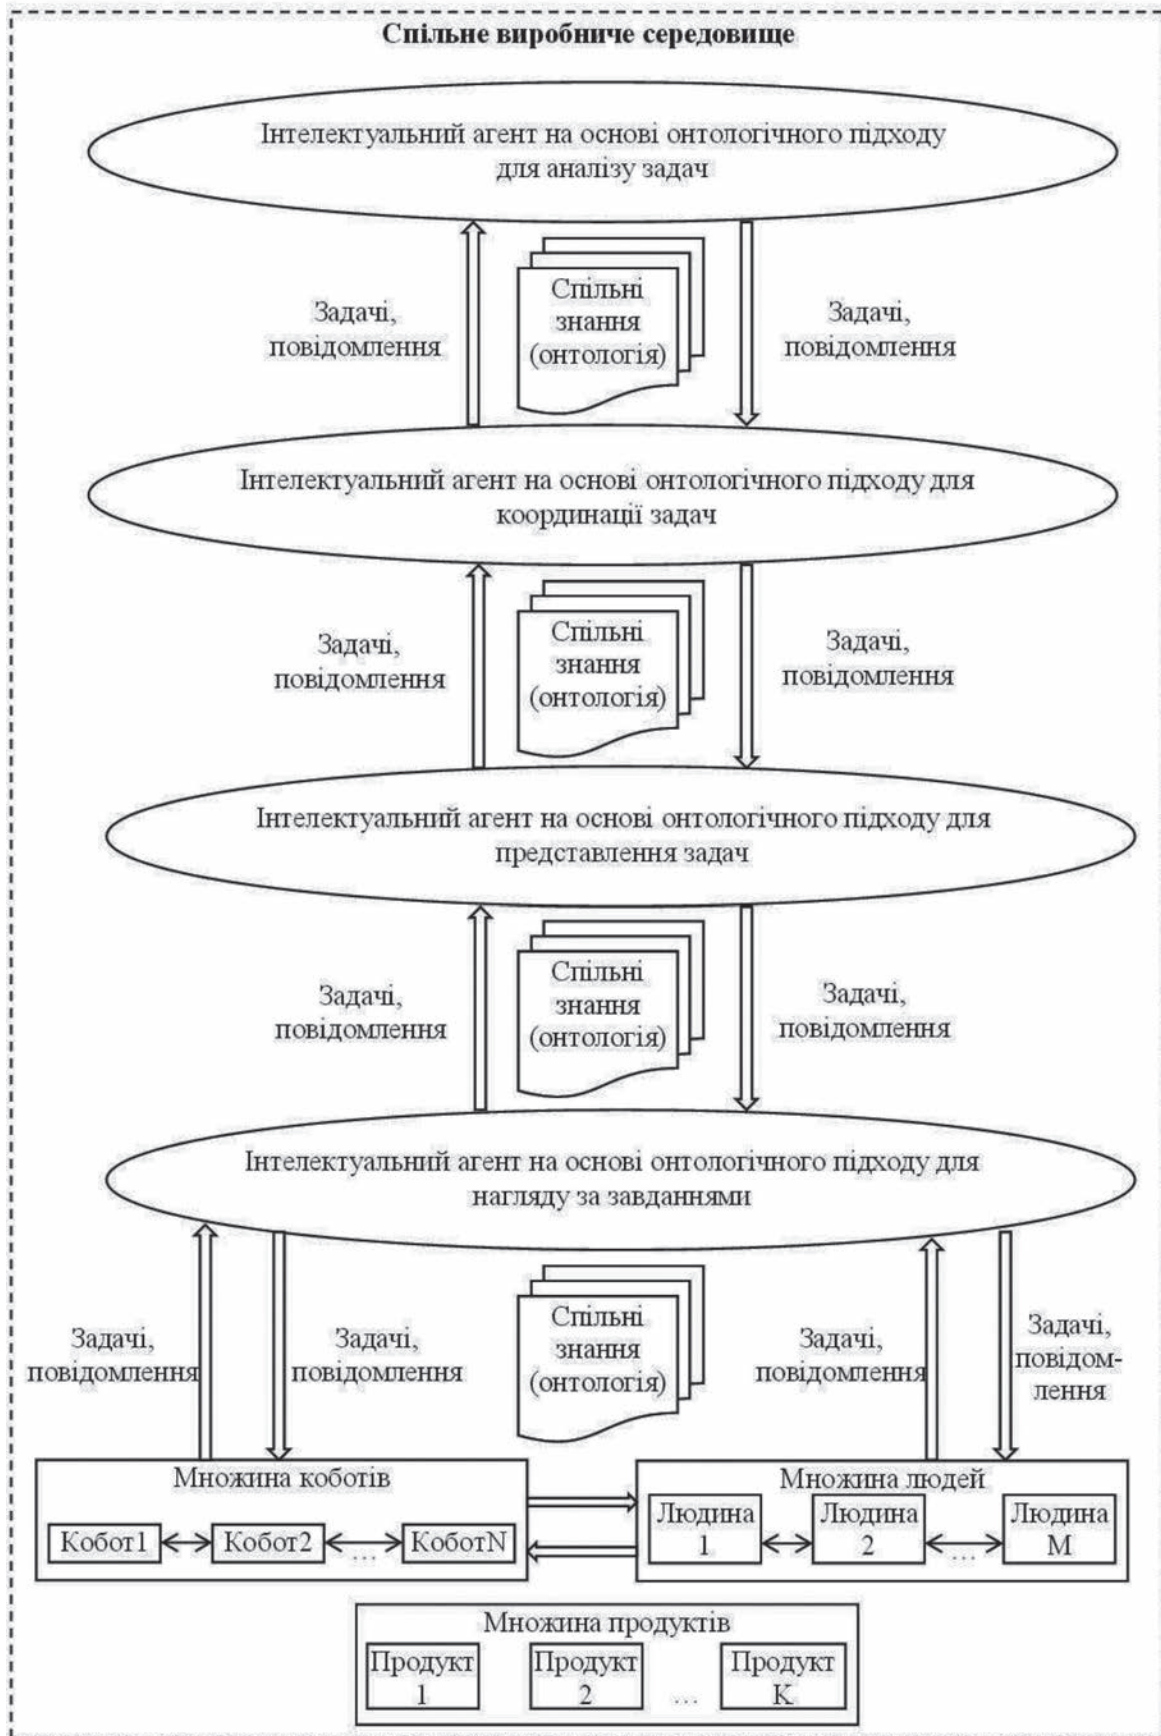 Спільне виробниче середовище
Інтелектуальний агент на основі онтологічного підходу
для аналізу задач
Задачі,
повідомлення
Спільні
знання
(онтологія)
Задачі,
повідомлення
Інтелектуальний агент на основі онтологічного підходу для
координації задач
Задачі,
повідомлення
Спільні
знання
(онтологія)
Задачі,
повідомлення
Інтелектуальний агент на основі онтологічного підходу для
представлення задач
Задачі,
повідомлення
Спільні
знання
(онтологія)
Задачі,
повідомлення
Інтелектуальний агент на основі онтологічного підходу для
нагляду за завданнями
Задачі,
повідомлення
Задачі,
повідомлення
Спільні
знання
(онтологія)
Задачі,
повідомлення
Задачі,
повідом-
лення
Множина коботів
Кобот1
Кобот2
...
КоботN
Множина людей
Людина
1
Людина
2
...
Людина
М
Множина продуктів
Продукт
1
Продукт
2
...
Продукт
К